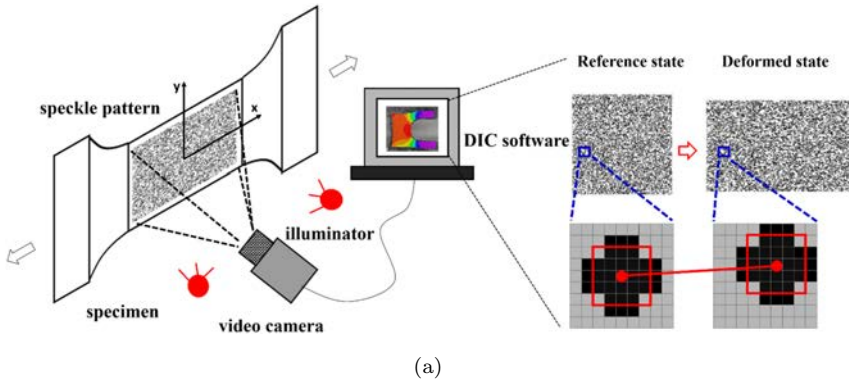 speckle pattern
y
x
illuminator
specimen
video camera
DIC software
Reference state
Deformed state
(a)